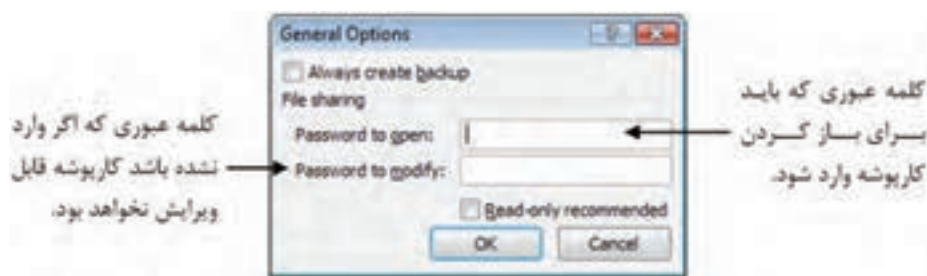 General Options
Always create backup
File sharing
Password to open:
Password to modify:
Read-only recommended
OK
Cancel
کلمه عبوری که باید
برای باز کردن
کارپوشه وارد شود.
کلمه عبوری که اگر وارد
نشده باشد کارپوشه قابل
ویرایش نخواهد بود.